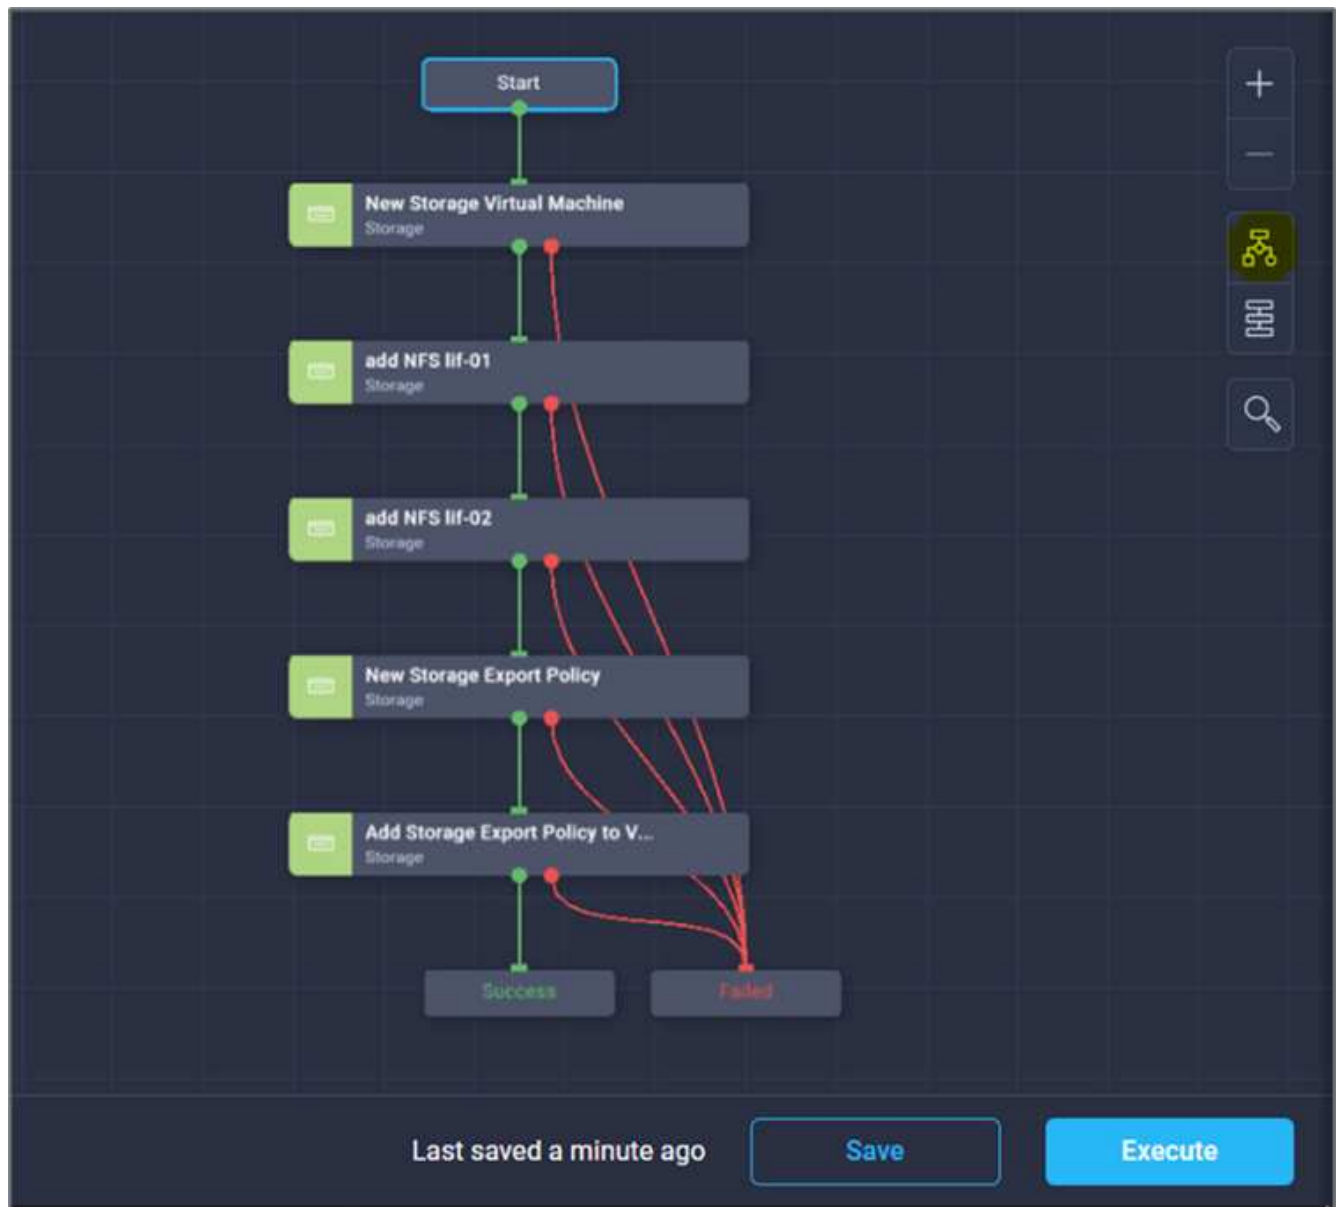 Start
New Storage Virtual Machine
Storage
add NFS lif-01
Storage
add NFS lif-02
Storage
New Storage Export Policy
Storage
Add Storage Export Policy to V...
Storage
Success
Failed
Last saved a minute ago
Save
Execute